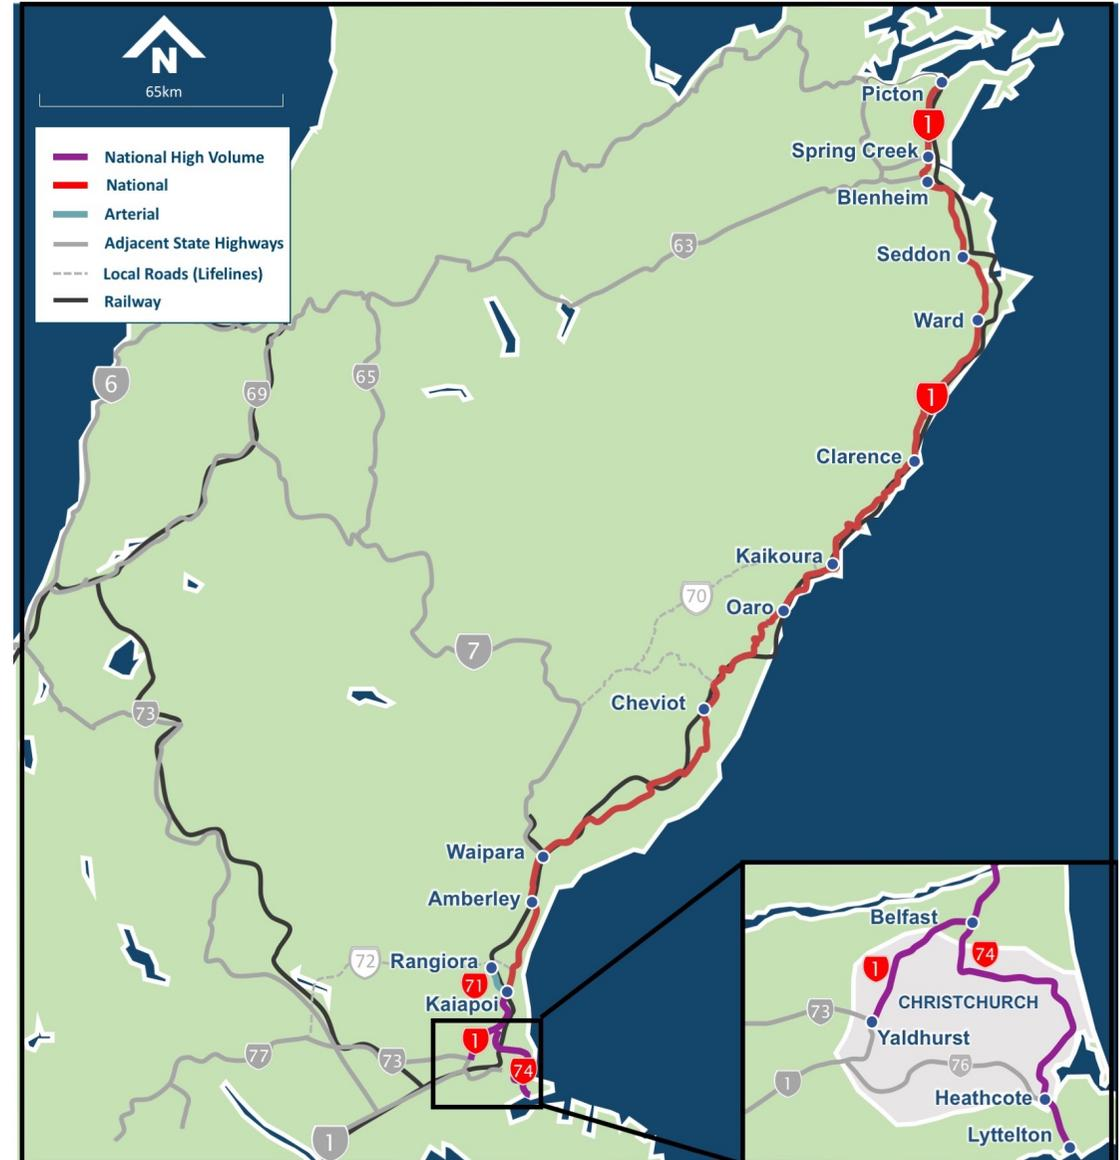 N
65km
National High Volume
National
Arterial
Adjacent State Highways
Local Roads (Lifelines)
Railway
Picton
1
Spring Creek
Blenheim
63
Seddon
Ward
6
69
65
1
Clarence
Kaikoura
70
Oaro
7
Cheviot
73
Waipara
Amberley
72
Rangiora
71
Kaiapoi
1
77
73
74
1
Belfast
1
74
CHRISTCHURCH
73
Yaldhurst
76
1
Heathcote
Lyttelton